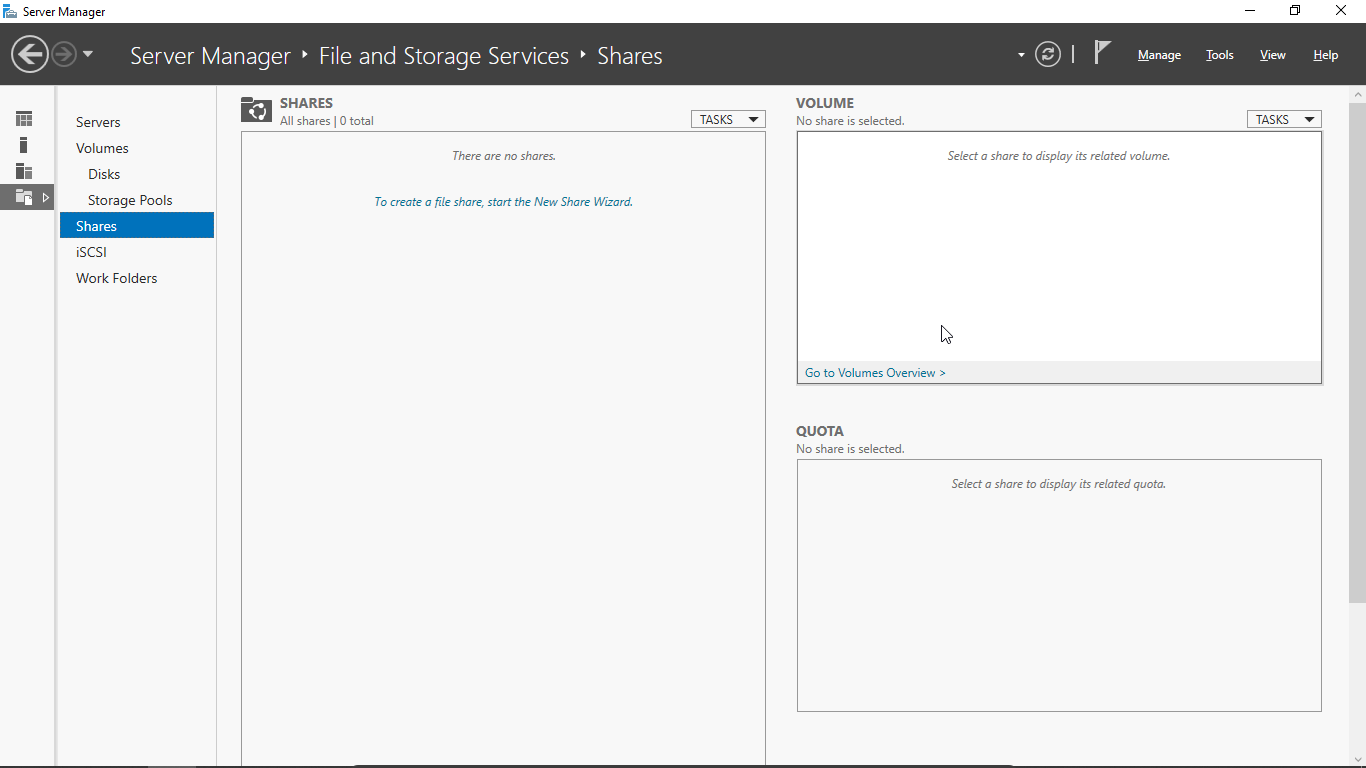 Server Manager
Server Manager ‣ File and Storage Services ‣ Shares
Manage Tools View Help
Servers
Volumes
Disks
Storage Pools
Shares
iSCSI
Work Folders
SHARES
All shares | 0 total
TASKS
There are no shares.
To create a file share, start the New Share Wizard.
VOLUME
No share is selected.
TASKS
Select a share to display its related volume.
Go to Volumes Overview >
QUOTA
No share is selected.
Select a share to display its related quota.